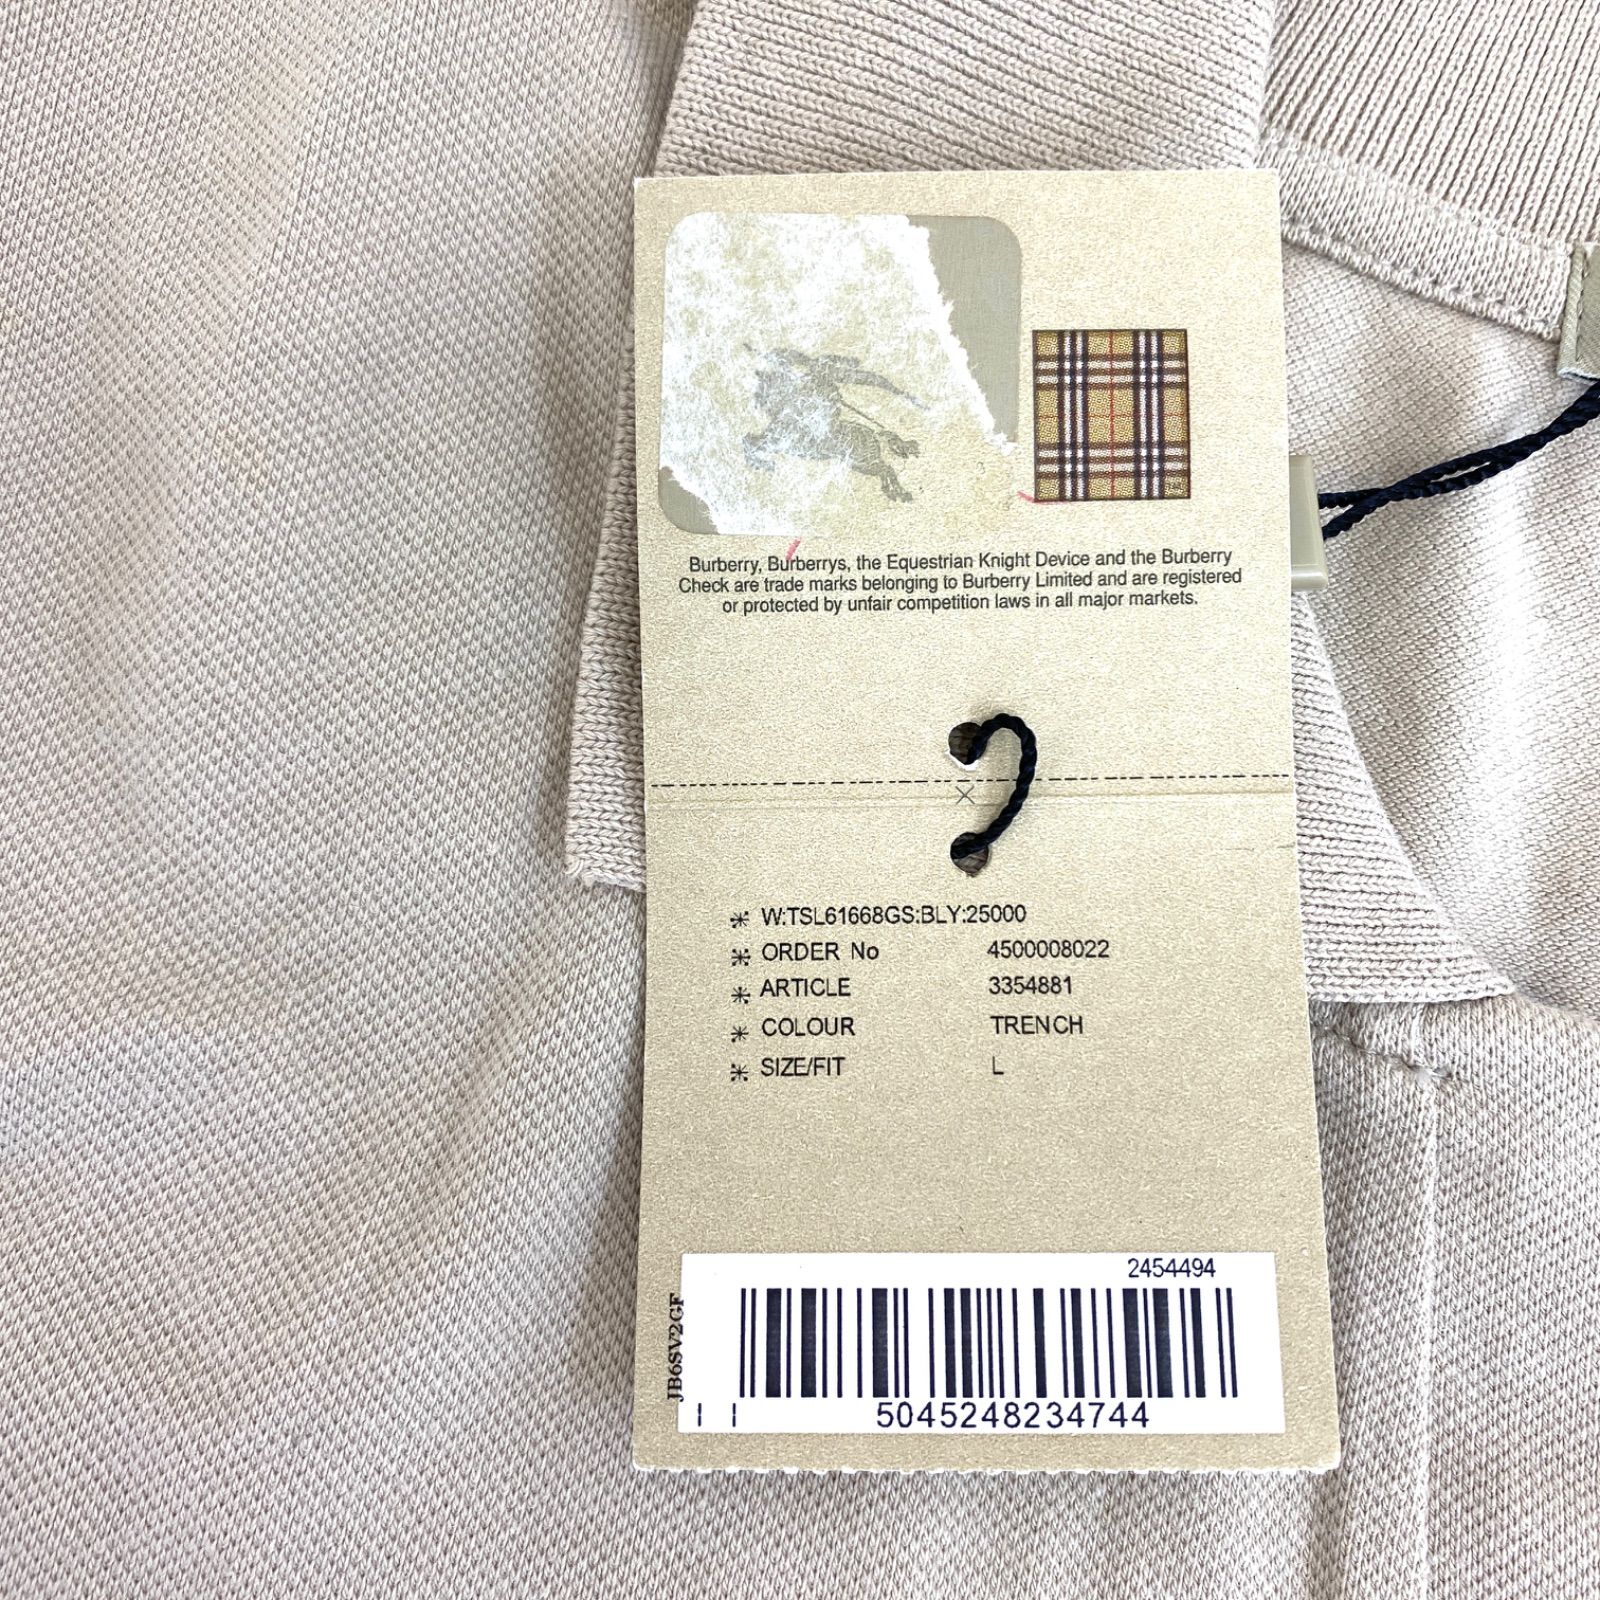 Burberry, Burberrys, the Equestrian Knight Device and the Burberry
Check are trade marks belonging to Burberry Limited and are registered
or protected by unfair competition laws in all major markets.
W:TSL61668GS:BLY:25000
ORDER No 4500008022
ARTICLE 3354881
COLOUR TRENCH
SIZE/FIT L
2454494
JB6SV2GF
5045248234744